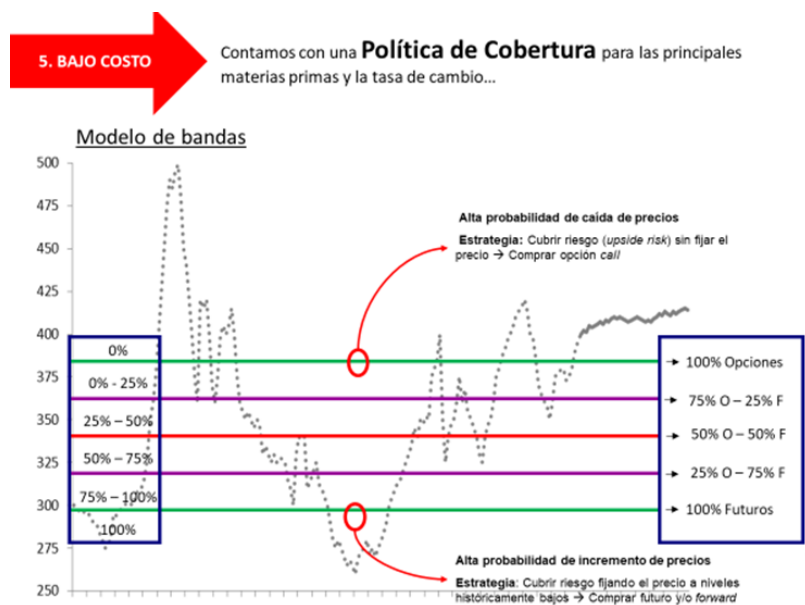 5. BAJO COSTO
Contamos con una Política de Cobertura para las principales
materias primas y la tasa de cambio...
Modelo de bandas
500
475
450
425
400
375
350
325
300
275
250
0%
0% - 25%
25% – 50%
50% –75%
75% – 100%
100%
Alta probabilidad de caída de precios
Estrategia: Cubrir riesgo (upside risk) sin fijar el
precio → Comprar opción call
→ 100% Opciones
→ 75% O – 25% F
→ 50% O – 50% F
→ 25% O – 75% F
→ 100% Futuros
Alta probabilidad de incremento de precios
Estrategia: Cubrir riesgo fijando el precio a niveles
históricamente bajos → Comprar futuro y/o forward